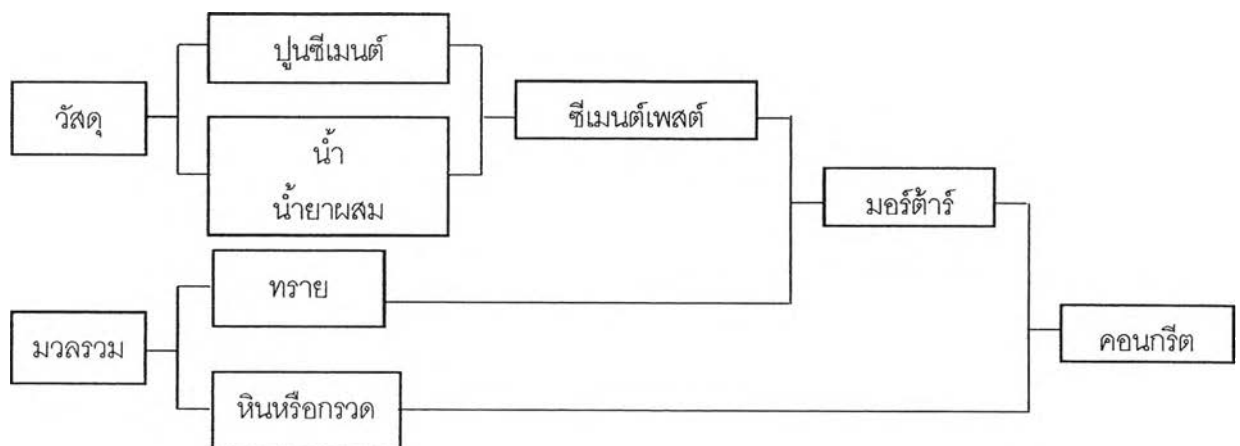 ปูนซีเมนต์
วัสดุ
ซีเมนต์เพสต์
น้ำ
น้ำยาผสม
มอร์ต้าร์
ทราย
มวลรวม
คอนกรีต
หินหรือกรวด